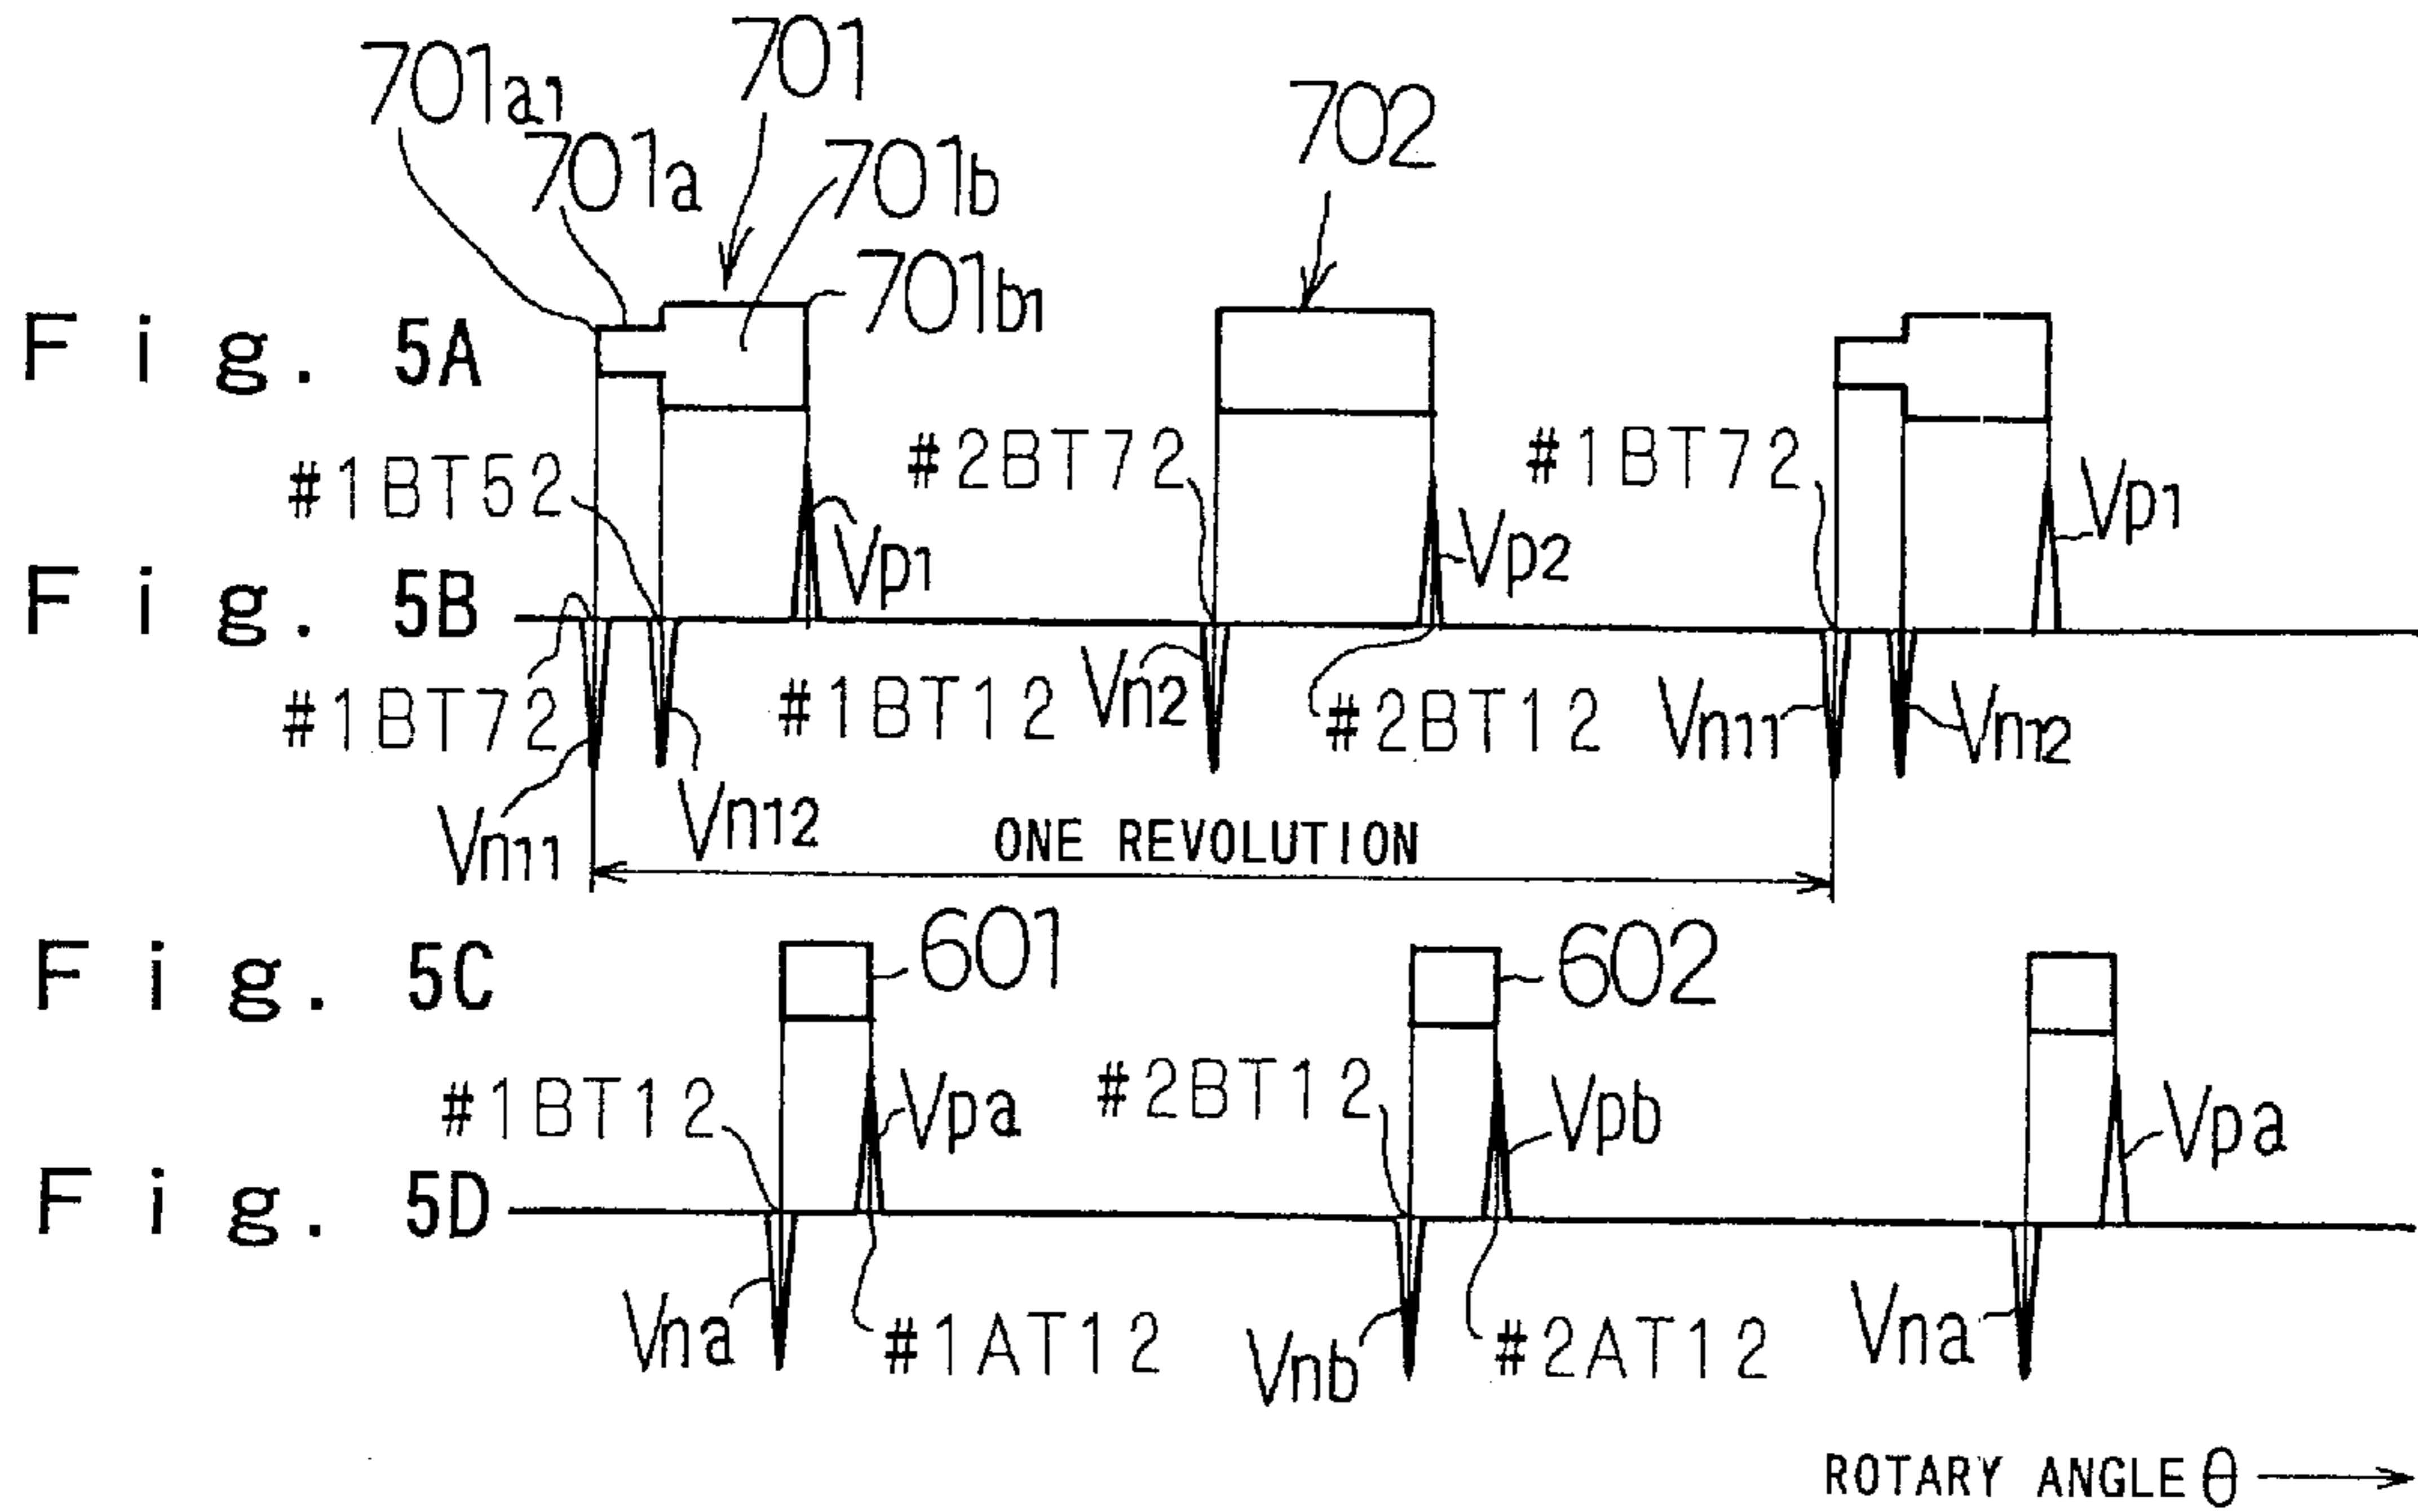 701a1
701
701a
701b
702
701b1
Fig. 5A
#1BT52
#2BT72
#1BT72
Vp1
Vp2
Vp1
Fig. 5B
#1BT72
#1BT12
Vn2
#2BT12
Vn11
Vn12
Vn11
Vn12
ONE REVOLUTION
Fig. 5C
601
602
#1BT12
Vpa
#2BT12
Vpb
Vpa
Fig. 5D
Vna
#1AT12
Vnb
#2AT12
Vna
ROTARY ANGLE θ